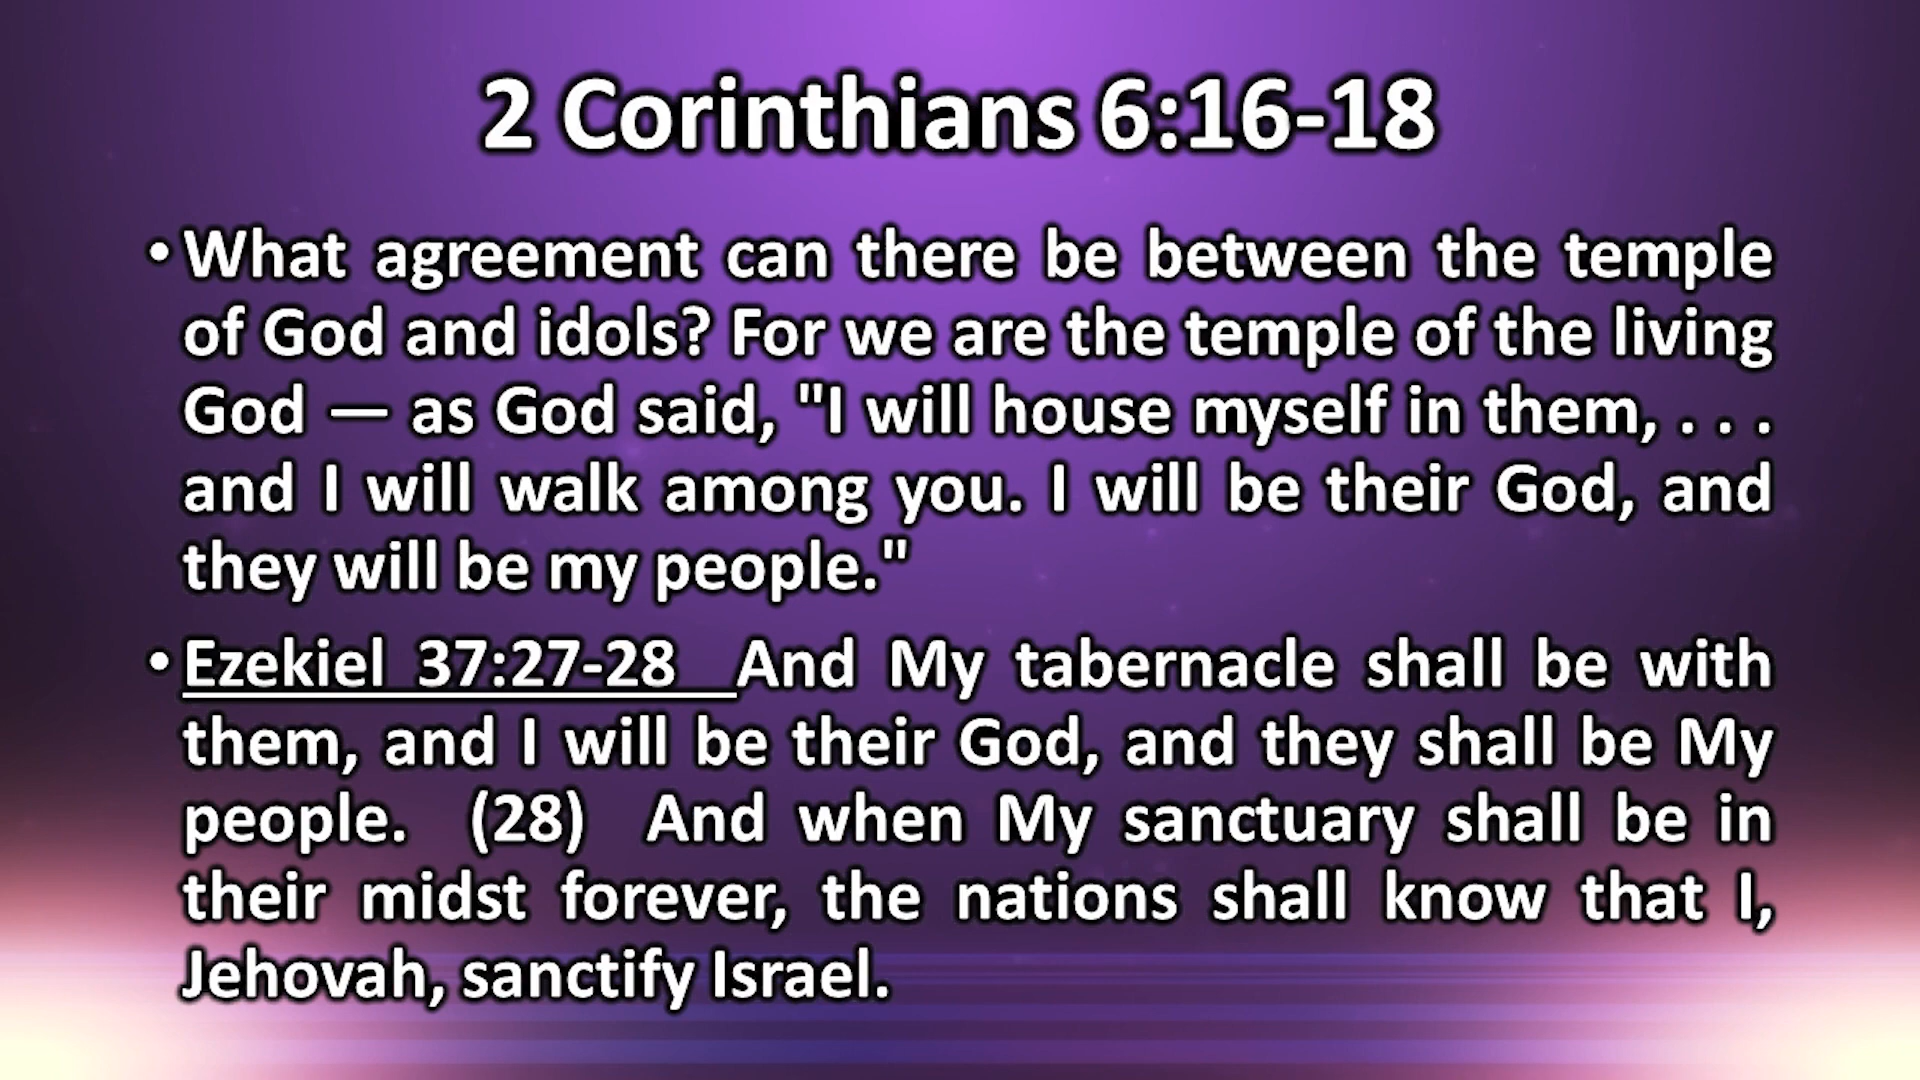 2 Corinthians 6:16-18
• What agreement can there be between the temple
of God and idols? For we are the temple of the living
God — as God said, "I will house myself in them, . . .
and I will walk among you. I will be their God, and
they will be my people."
• Ezekiel 37:27-28 And My tabernacle shall be with
them, and I will be their God, and they shall be My
people. (28) And when My sanctuary shall be in
their midst forever, the nations shall know that I,
Jehovah, sanctify Israel.